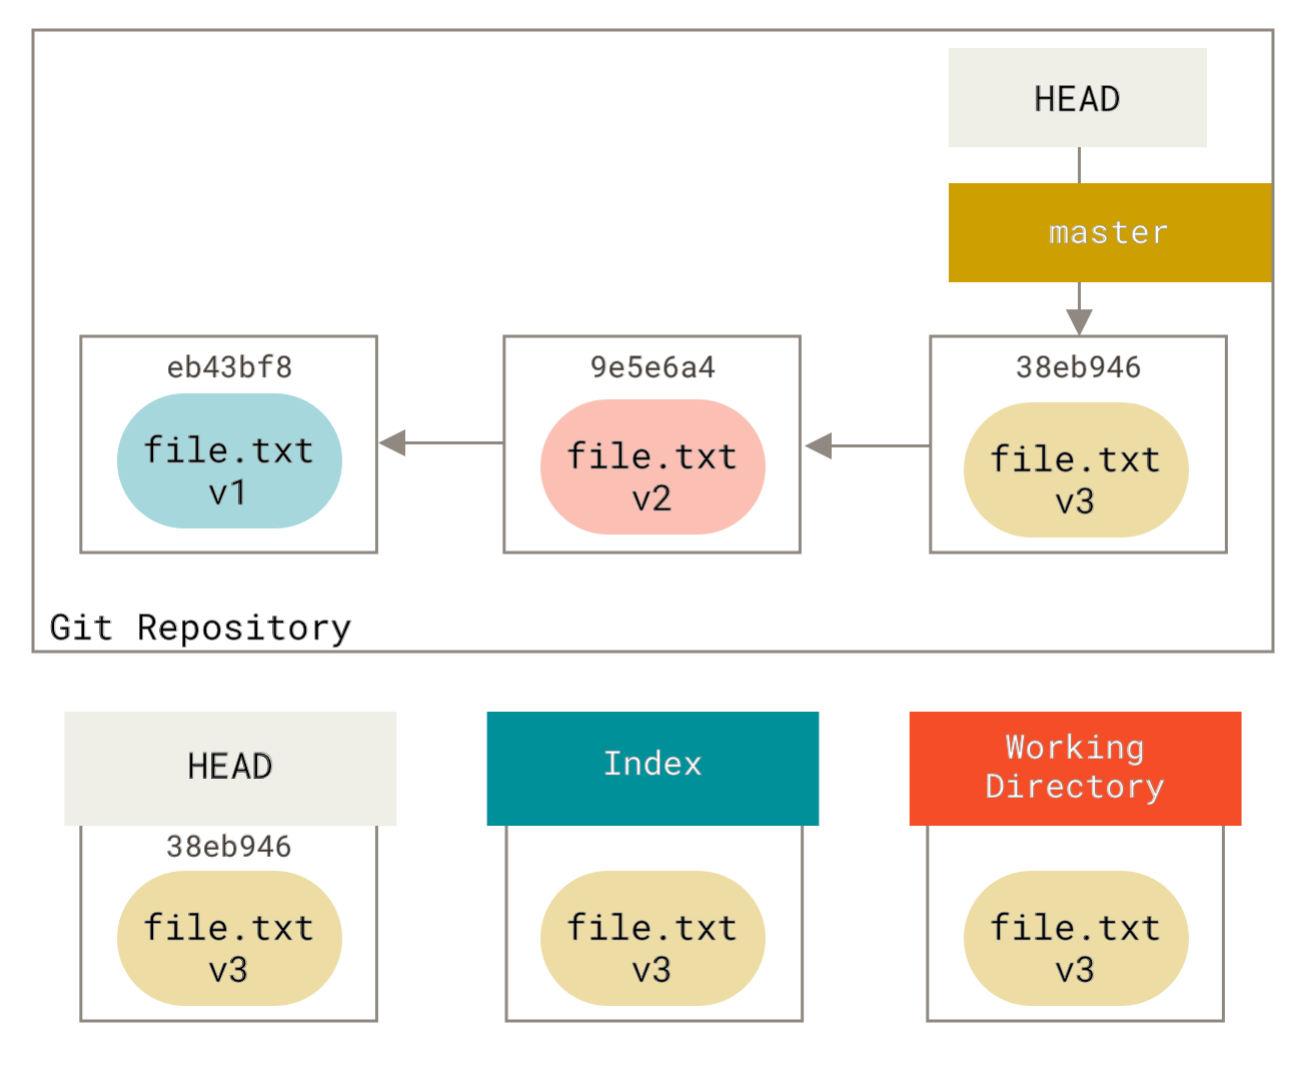 HEAD
master
eb43bf8
9e5e6a4
38eb946
file.txt
v1
file.txt
v2
file.txt
v3
Git Repository
HEAD
Index
Working
Directory
38eb946
file.txt
v3
file.txt
v3
file.txt
v3